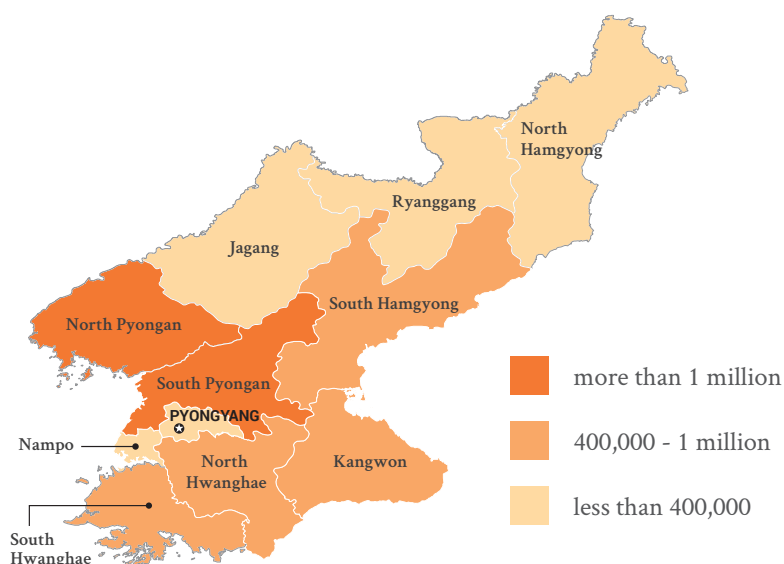 North
Hamgyong
Ryanggang
Jagang
South Hamgyong
North Pyongan
South Pyongan
PYONGYANG
Nampo
North
Hwanghae
Kangwon
South
Hwanghae
more than 1 million
400,000 - 1 million
less than 400,000